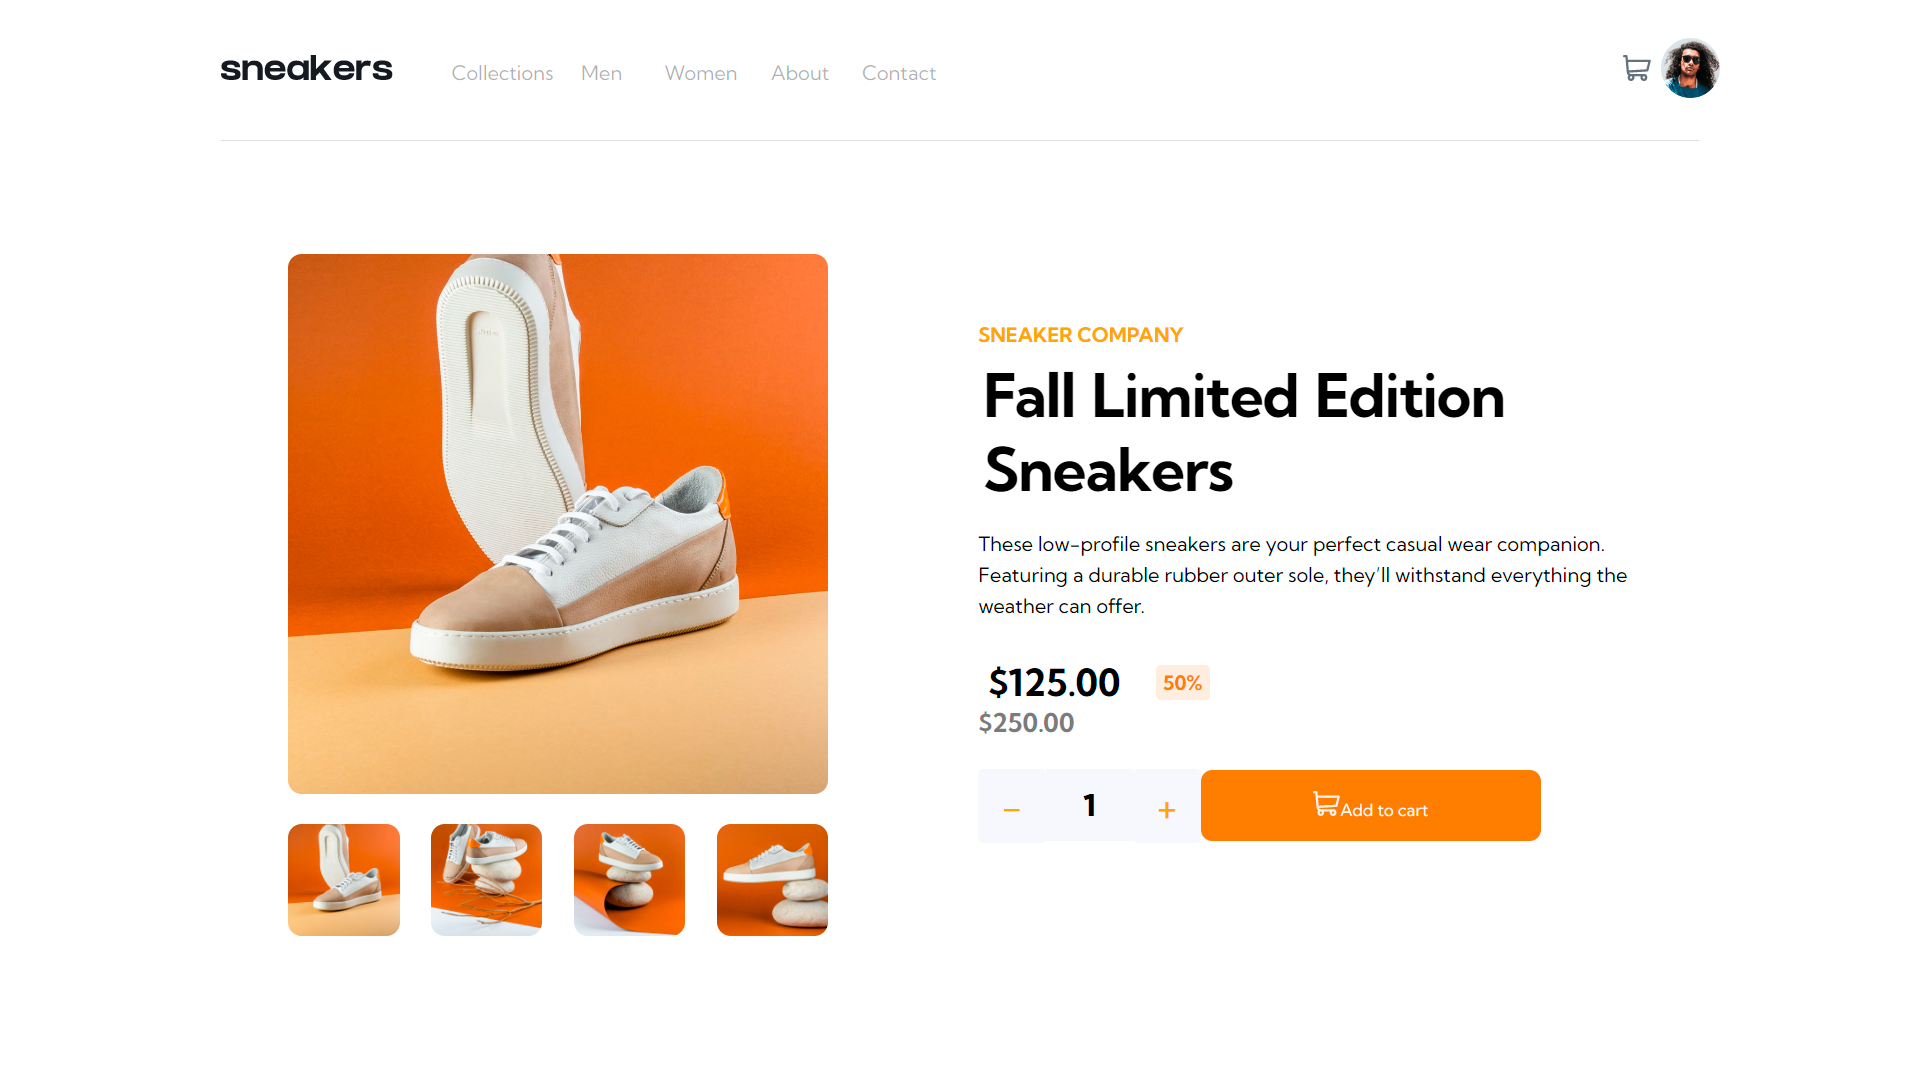 sneakers
Collections Men Women About Contact
SNEAKER COMPANY
Fall Limited Edition
Sneakers
These low-profile sneakers are your perfect casual wear companion.
Featuring a durable rubber outer sole, they’ll withstand everything the
weather can offer.
$125.00 50%
$250.00
− 1 +
Add to cart